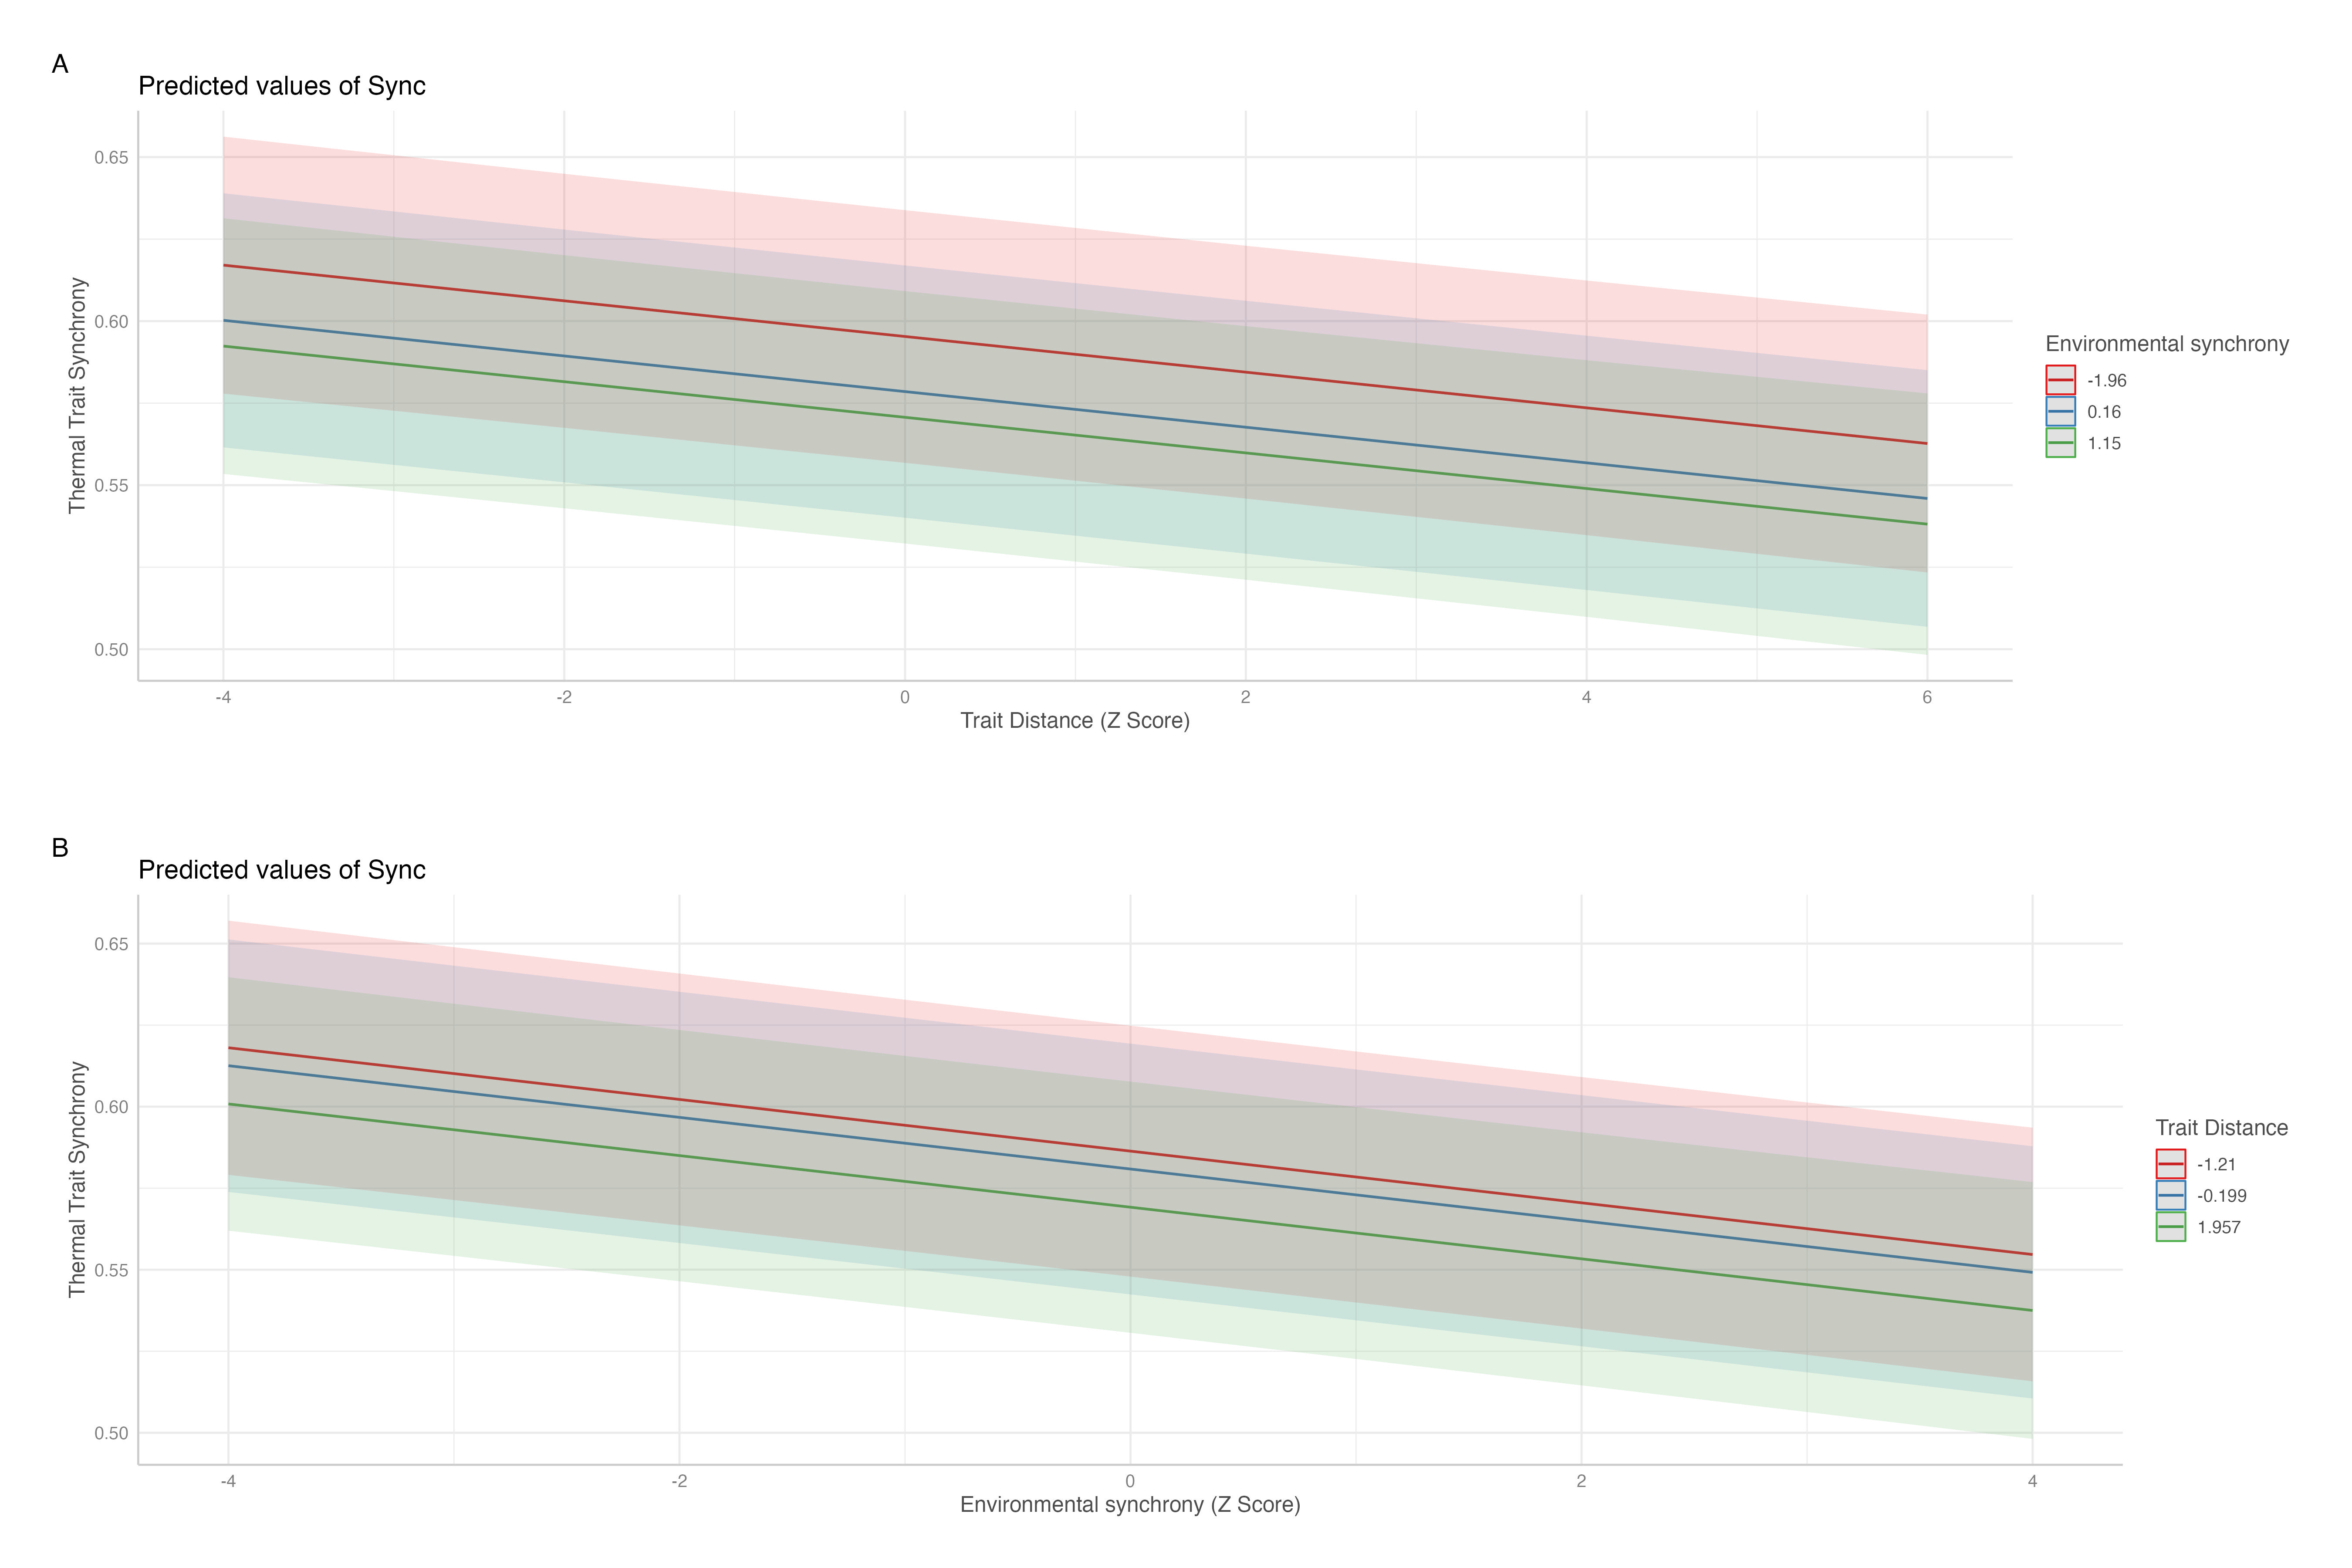 A
Predicted values of Sync
Thermal Trait Synchrony
0.65
0.60
0.55
0.50
-4 -2 0 2 4 6
Trait Distance (Z Score)
Environmental synchrony
-1.96
0.16
1.15
B
Predicted values of Sync
Thermal Trait Synchrony
0.65
0.60
0.55
0.50
-4 -2 0 2 4
Environmental synchrony (Z Score)
Trait Distance
-1.21
-0.199
1.957